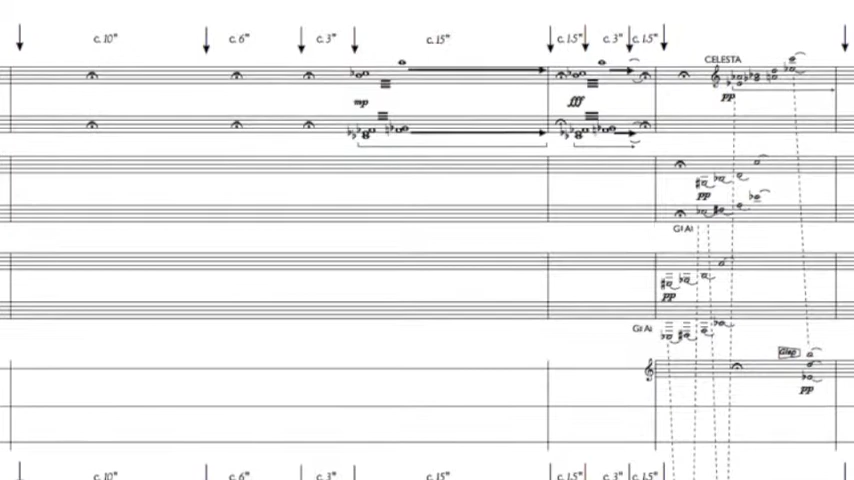 c. 10" c. 6" c. 3" c.15" c. 1.5" c. 3" c. 1.5"
CELESTA
mp fff pp
pp
Gl Al
pp
Gl Al
pp
c. 10" c. 6" c. 3" c.15" c. 1.5" c. 3" c. 1.5"